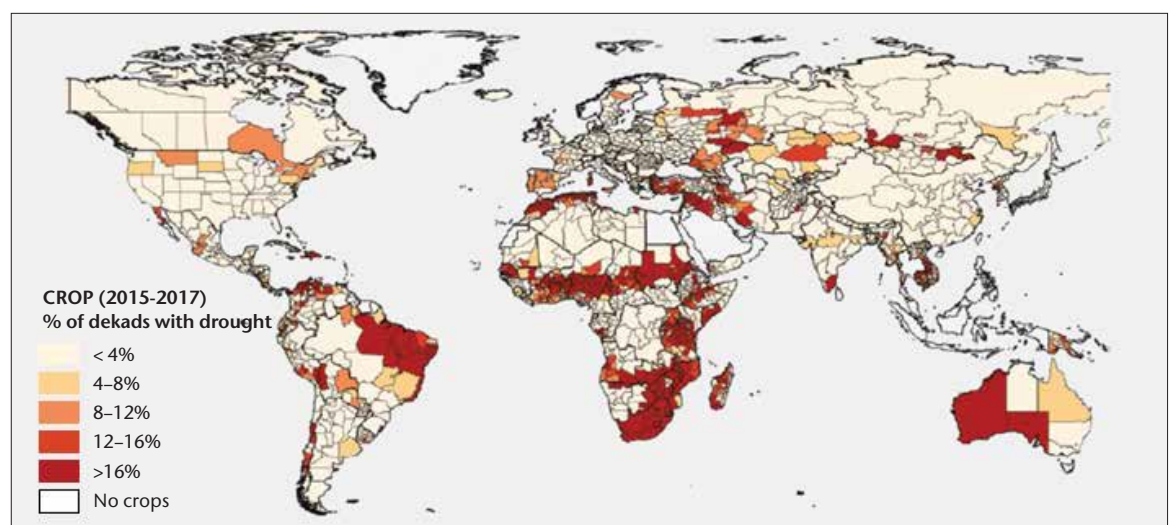 CROP (2015-2017)
% of dekads with drought
< 4%
4–8%
8–12%
12–16%
>16%
No crops